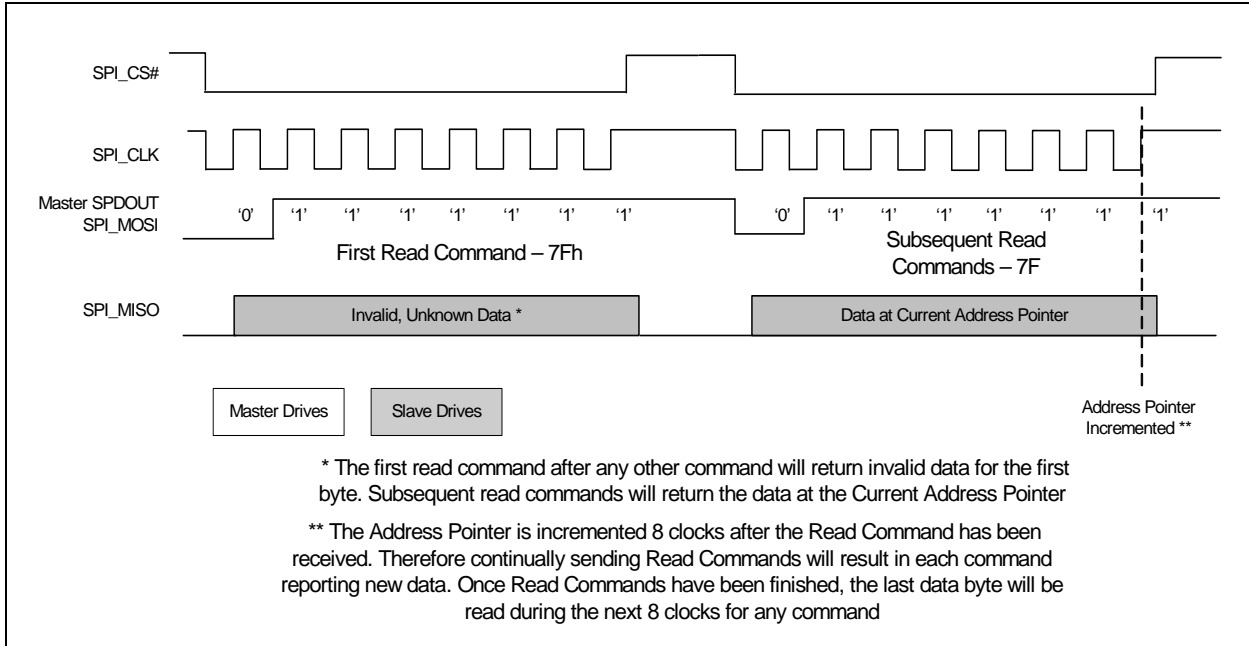 SPI_CS#
SPI_CLK
Master SPDOUT
SPI_MOSI
‘0’ ‘1’ ‘1’ ‘1’ ‘1’ ‘1’ ‘1’ ‘1’ ‘0’ ‘1’ ‘1’ ‘1’ ‘1’ ‘1’ ‘1’ ‘1’
First Read Command – 7Fh
Subsequent Read
Commands – 7F
SPI_MISO
Invalid, Unknown Data *
Data at Current Address Pointer
Master Drives
Slave Drives
Address Pointer
Incremented **
* The first read command after any other command will return invalid data for the first
byte. Subsequent read commands will return the data at the Current Address Pointer
** The Address Pointer is incremented 8 clocks after the Read Command has been
received. Therefore continually sending Read Commands will result in each command
reporting new data. Once Read Commands have been finished, the last data byte will be
read during the next 8 clocks for any command